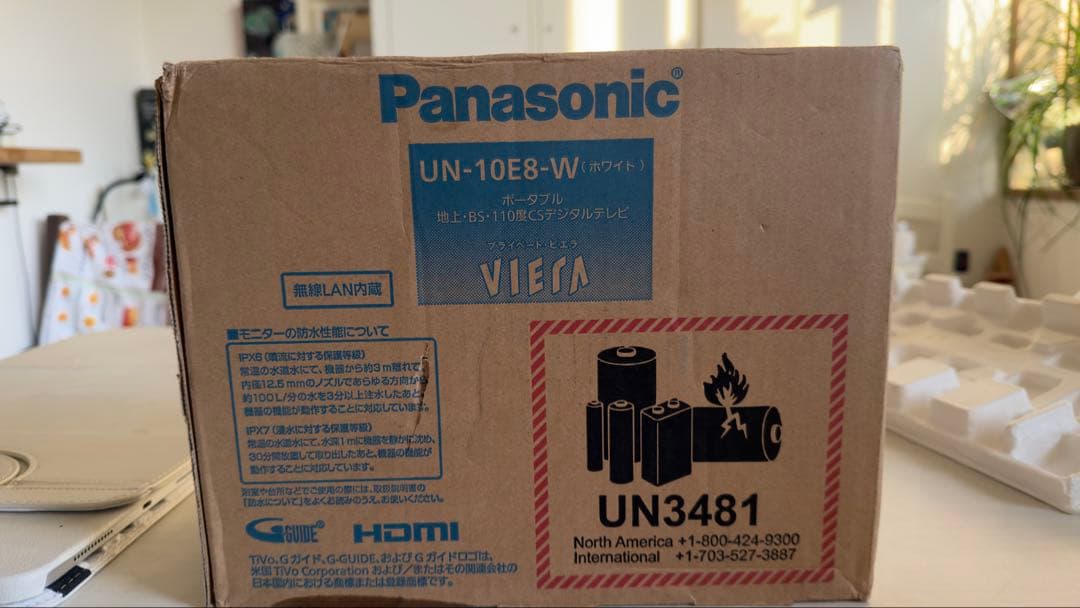 Panasonic®
UN-10E8-W(ホワイト)
ポータブル
地上・BS・110度CSデジタルテレビ
プライベート・ビエラ
VIERA
無線LAN内蔵
■モニターの防水性能について
IPX6(噴流に対する保護等級)
常温の水道水にて、機器から約3m離れて、
内径12.5mmのノズルであらゆる方向から
約100L/分の水を3分以上注水したあと、
機器の機能が動作することに対応しています。
IPX7(浸水に対する保護等級)
常温の水道水にて、水深1mに機器を静かに沈め、
30分間放置して取り出したあと、機器の機能が
動作することに対応しています。
浴室や台所などでご使用の際には、取扱説明書の
「防水について」をよくお読みのうえ、お使いください。
G-GUIDE® HDMI
TiVo、Gガイド、G-GUIDE、およびGガイドロゴは、
米国TiVo Corporationおよび/またはその関連会社の
日本国内における商標または登録商標です。
UN3481
North America +1-800-424-9300
International +1-703-527-3887